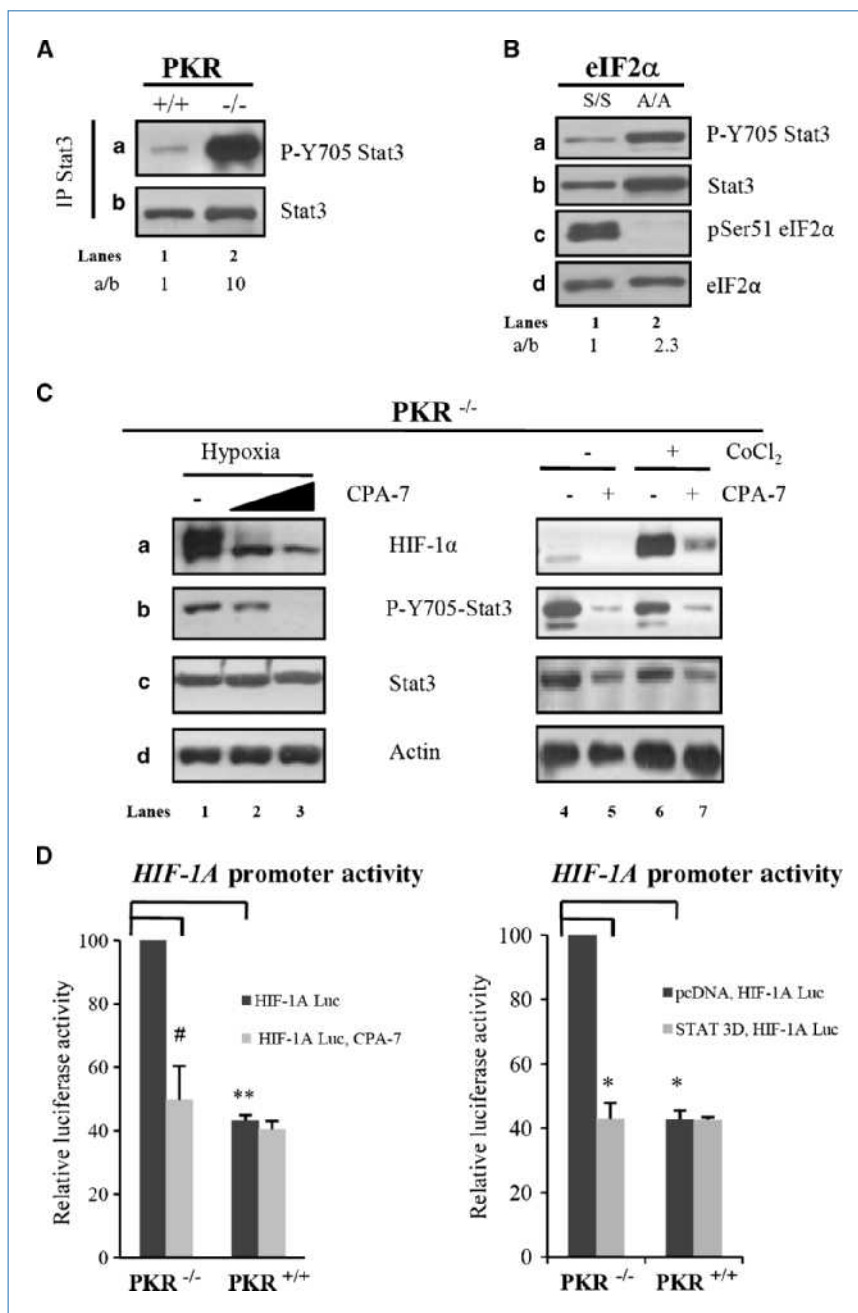 A
PKR
+/+ -/-
IP Stat3
a P-Y705 Stat3
b Stat3
Lanes 1 2
a/b 1 10
B
eIF2α
S/S A/A
a P-Y705 Stat3
b Stat3
c pSer51 eIF2α
d eIF2α
Lanes 1 2
a/b 1 2.3
C
PKR -/-
Hypoxia - + CoCl2
- CPA-7 - + - + CPA-7
a HIF-1α
b P-Y705-Stat3
c Stat3
d Actin
Lanes 1 2 3 4 5 6 7
D
HIF-1A promoter activity
Relative luciferase activity
100
80
60
40
20
0
HIF-1A Luc
HIF-1A Luc, CPA-7
#
**
PKR -/- PKR +/+
HIF-1A promoter activity
Relative luciferase activity
100
80
60
40
20
0
pcDNA, HIF-1A Luc
STAT 3D, HIF-1A Luc
* *
PKR -/- PKR +/+